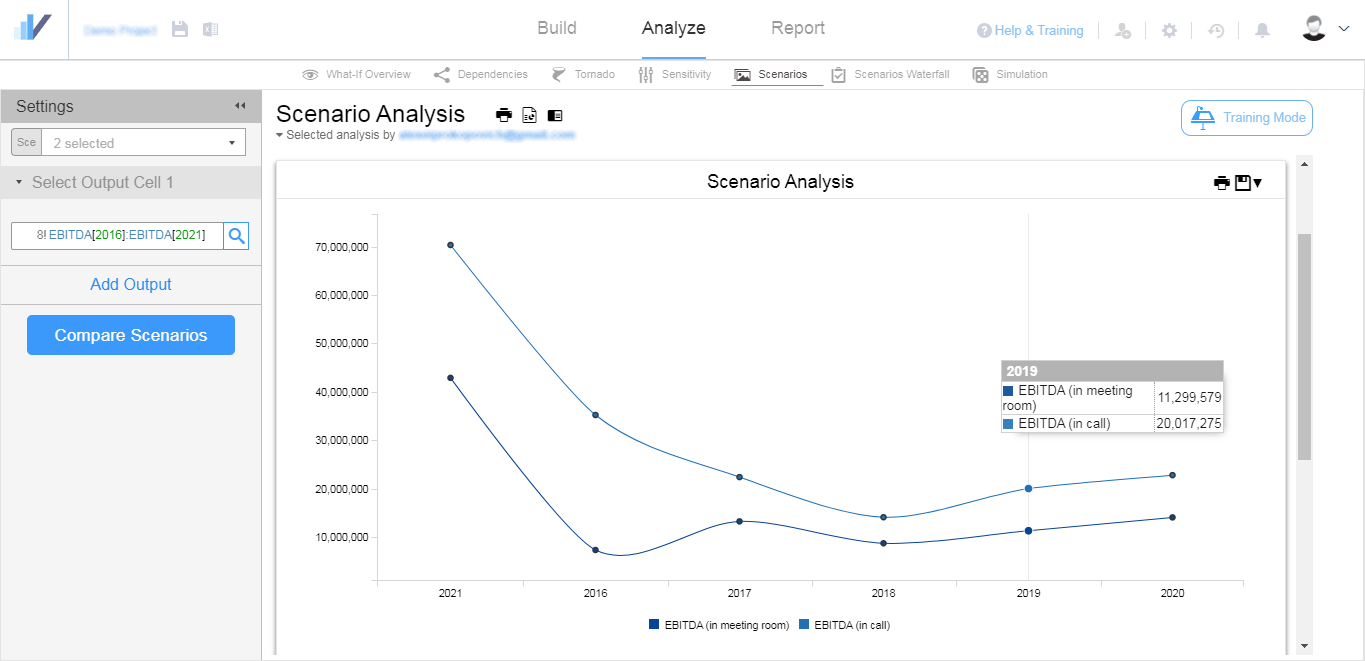 Build
Analyze
Report
Help & Training
What-If Overview
Dependencies
Tornado
Sensitivity
Scenarios
Scenarios Waterfall
Simulation
Settings
Sce
2 selected
Select Output Cell 1
8! EBITDA[2016]:EBITDA[2021]
Add Output
Compare Scenarios
Scenario Analysis
Selected analysis by
Training Mode
Scenario Analysis
70,000,000
60,000,000
50,000,000
40,000,000
30,000,000
20,000,000
10,000,000
2019
EBITDA (in meeting room) 11,299,579
EBITDA (in call) 20,017,275
2021 2016 2017 2018 2019 2020
EBITDA (in meeting room) EBITDA (in call)